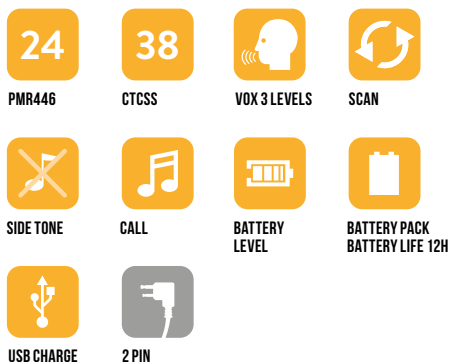 24
38
PMR446
CTCSS
VOX 3 LEVELS
SCAN
SIDE TONE
CALL
BATTERY
LEVEL
BATTERY PACK
BATTERY LIFE 12H
USB CHARGE
2 PIN